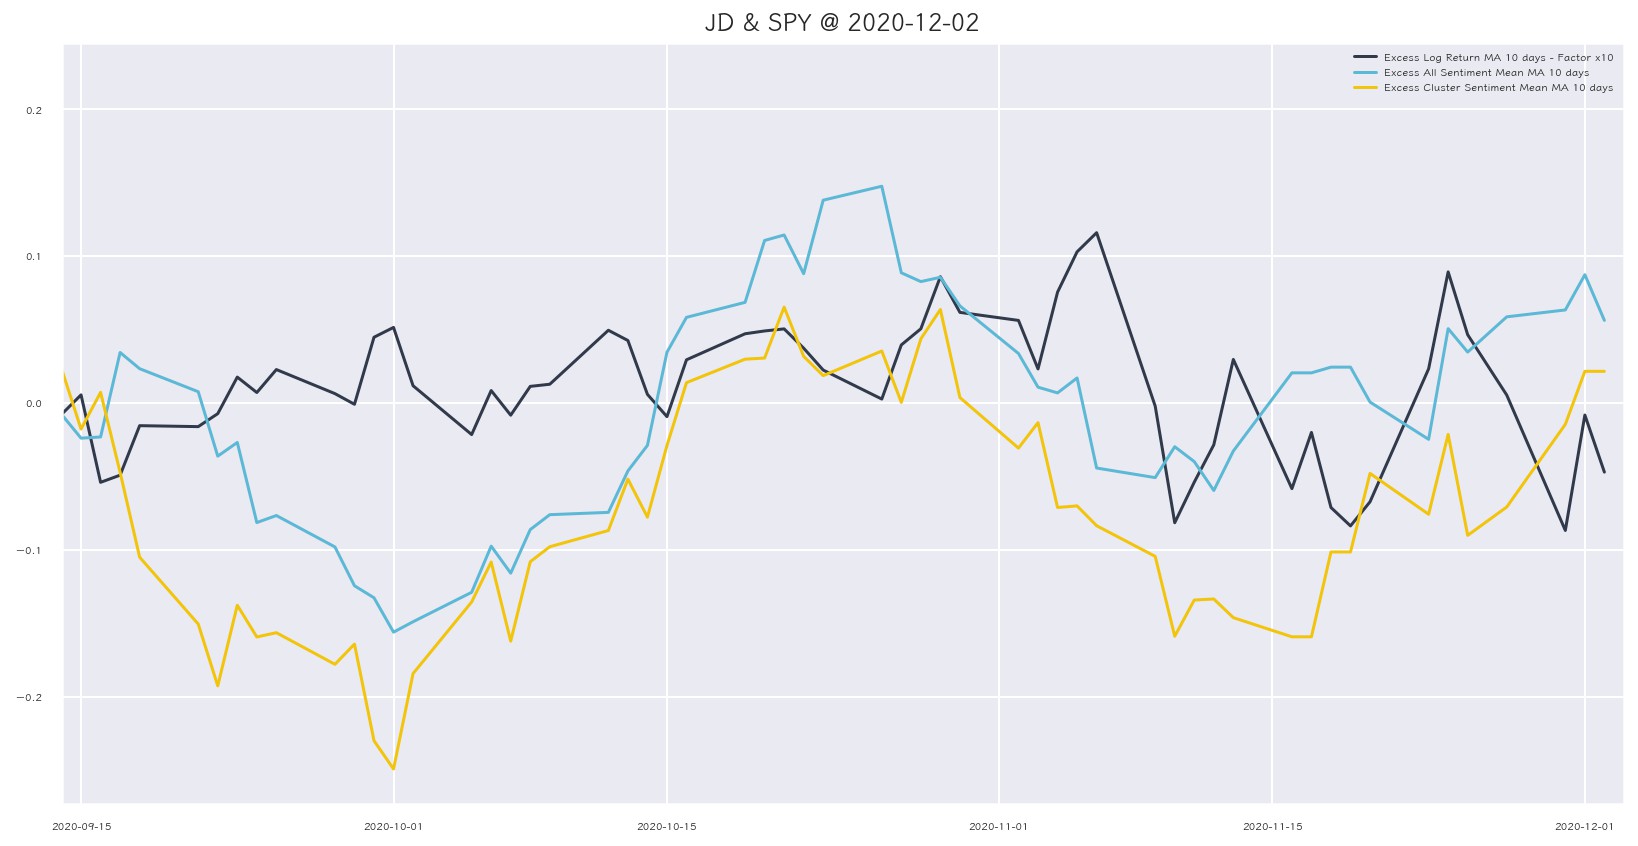 JD & SPY @ 2020-12-02
Excess Log Return MA 10 days - Factor x10
Excess All Sentiment Mean MA 10 days
Excess Cluster Sentiment Mean MA 10 days
0.2
0.1
0.0
−0.1
−0.2
2020-09-15 2020-10-01 2020-10-15 2020-11-01 2020-11-15 2020-12-01